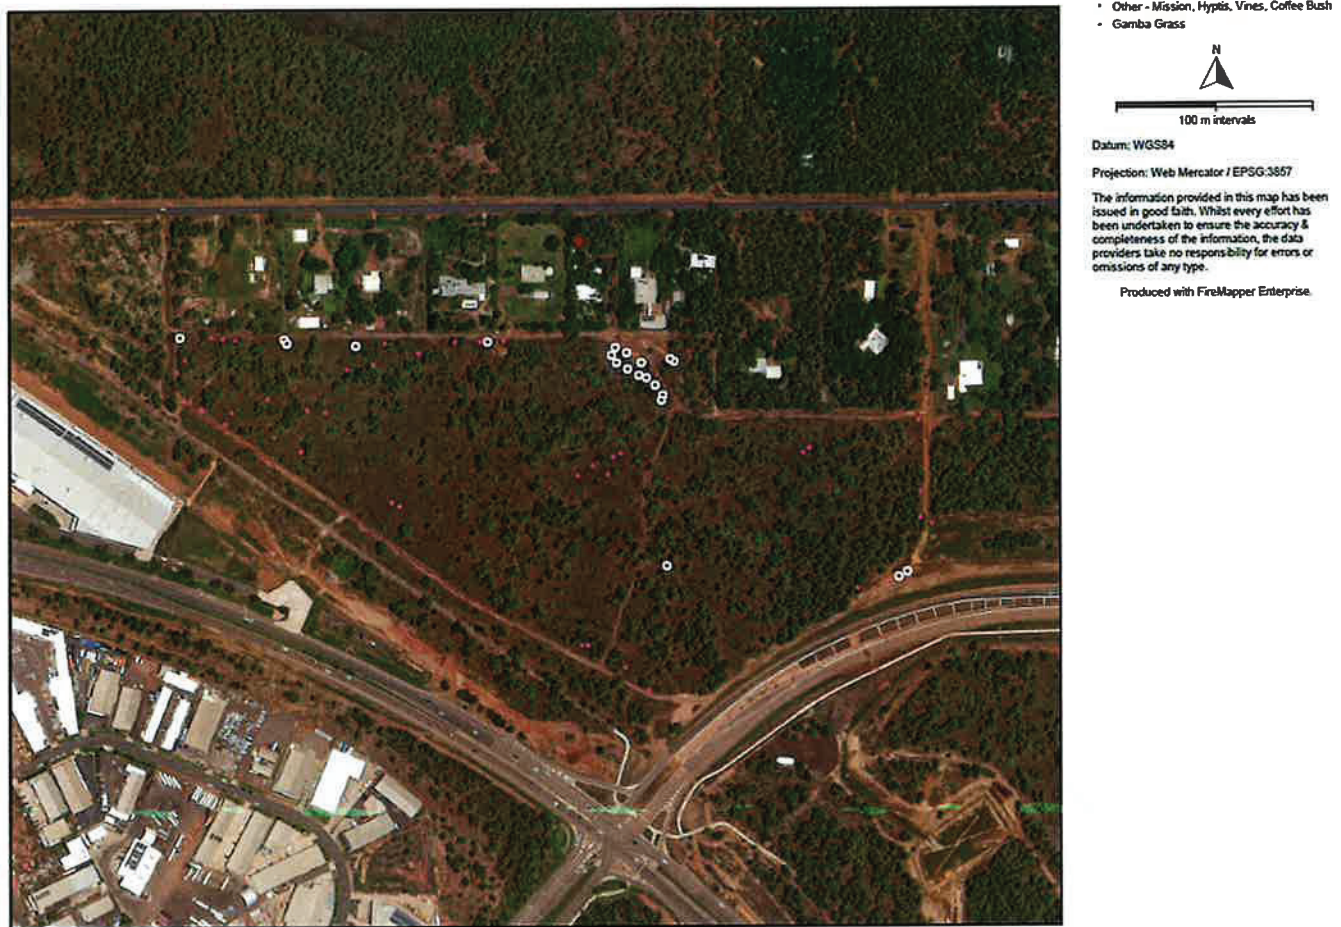 • Other - Mission, Hyptis, Vines, Coffee Bush
• Gamba Grass
N
100 m intervals
Datum: WGS84
Projection: Web Mercator / EPSG:3857
The information provided in this map has been
issued in good faith. Whilst every effort has
been undertaken to ensure the accuracy &
completeness of the information, the data
providers take no responsibility for errors or
omissions of any type.
Produced with FireMapper Enterprise.